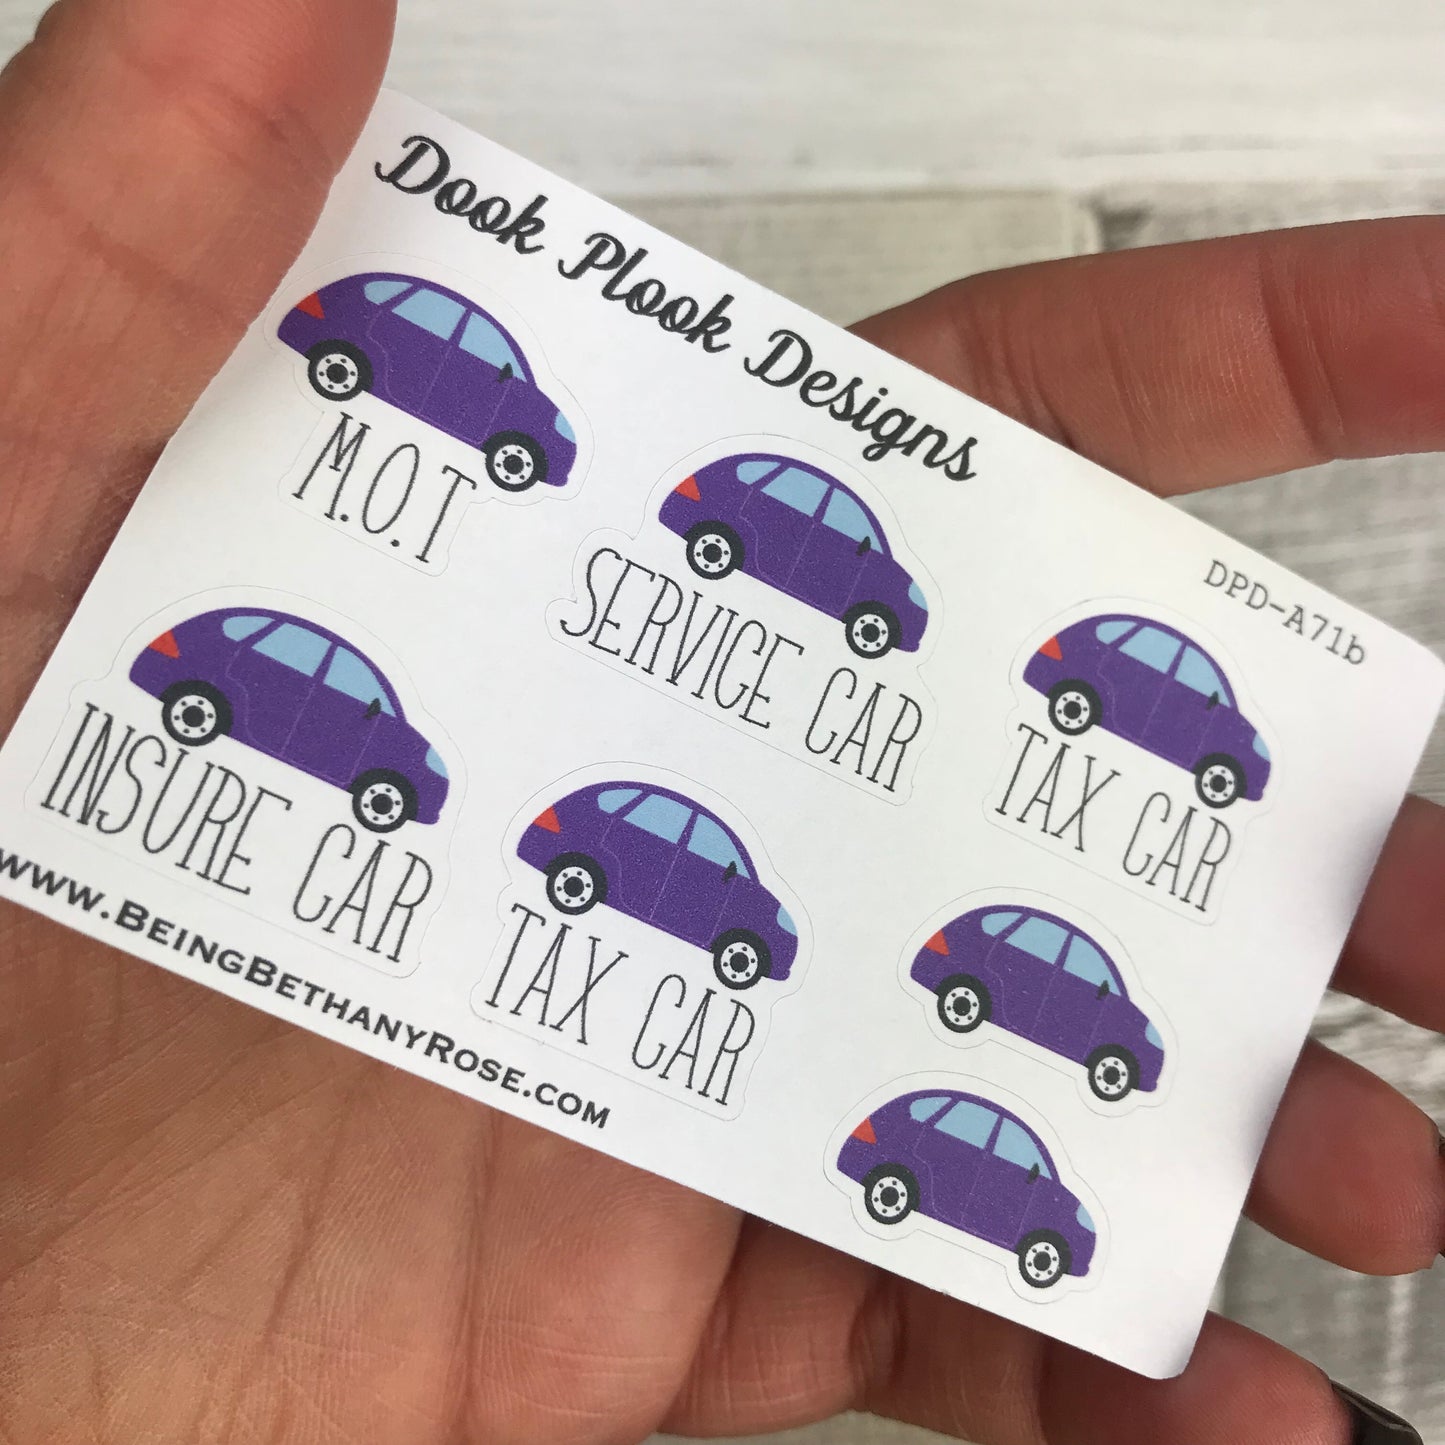 Dook Plook Designs
DPD-A71b
M.O.T
SERVICE CAR
TAX CAR
INSURE CAR
TAX CAR
www.BeingBethanyRose.com